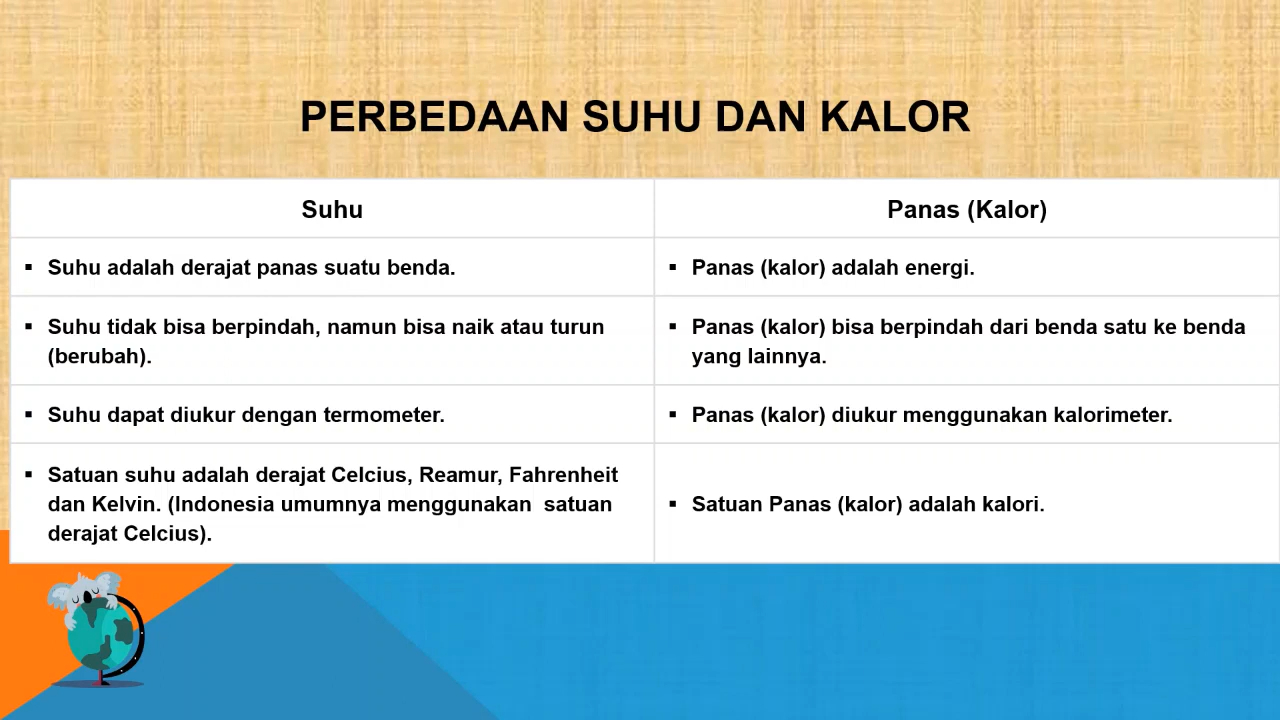 PERBEDAAN SUHU DAN KALOR
Suhu
Panas (Kalor)
▪ Suhu adalah derajat panas suatu benda.
▪ Panas (kalor) adalah energi.
▪ Suhu tidak bisa berpindah, namun bisa naik atau turun
(berubah).
▪ Panas (kalor) bisa berpindah dari benda satu ke benda
yang lainnya.
▪ Suhu dapat diukur dengan termometer.
▪ Panas (kalor) diukur menggunakan kalorimeter.
▪ Satuan suhu adalah derajat Celcius, Reamur, Fahrenheit
dan Kelvin. (Indonesia umumnya menggunakan  satuan
derajat Celcius).
▪ Satuan Panas (kalor) adalah kalori.